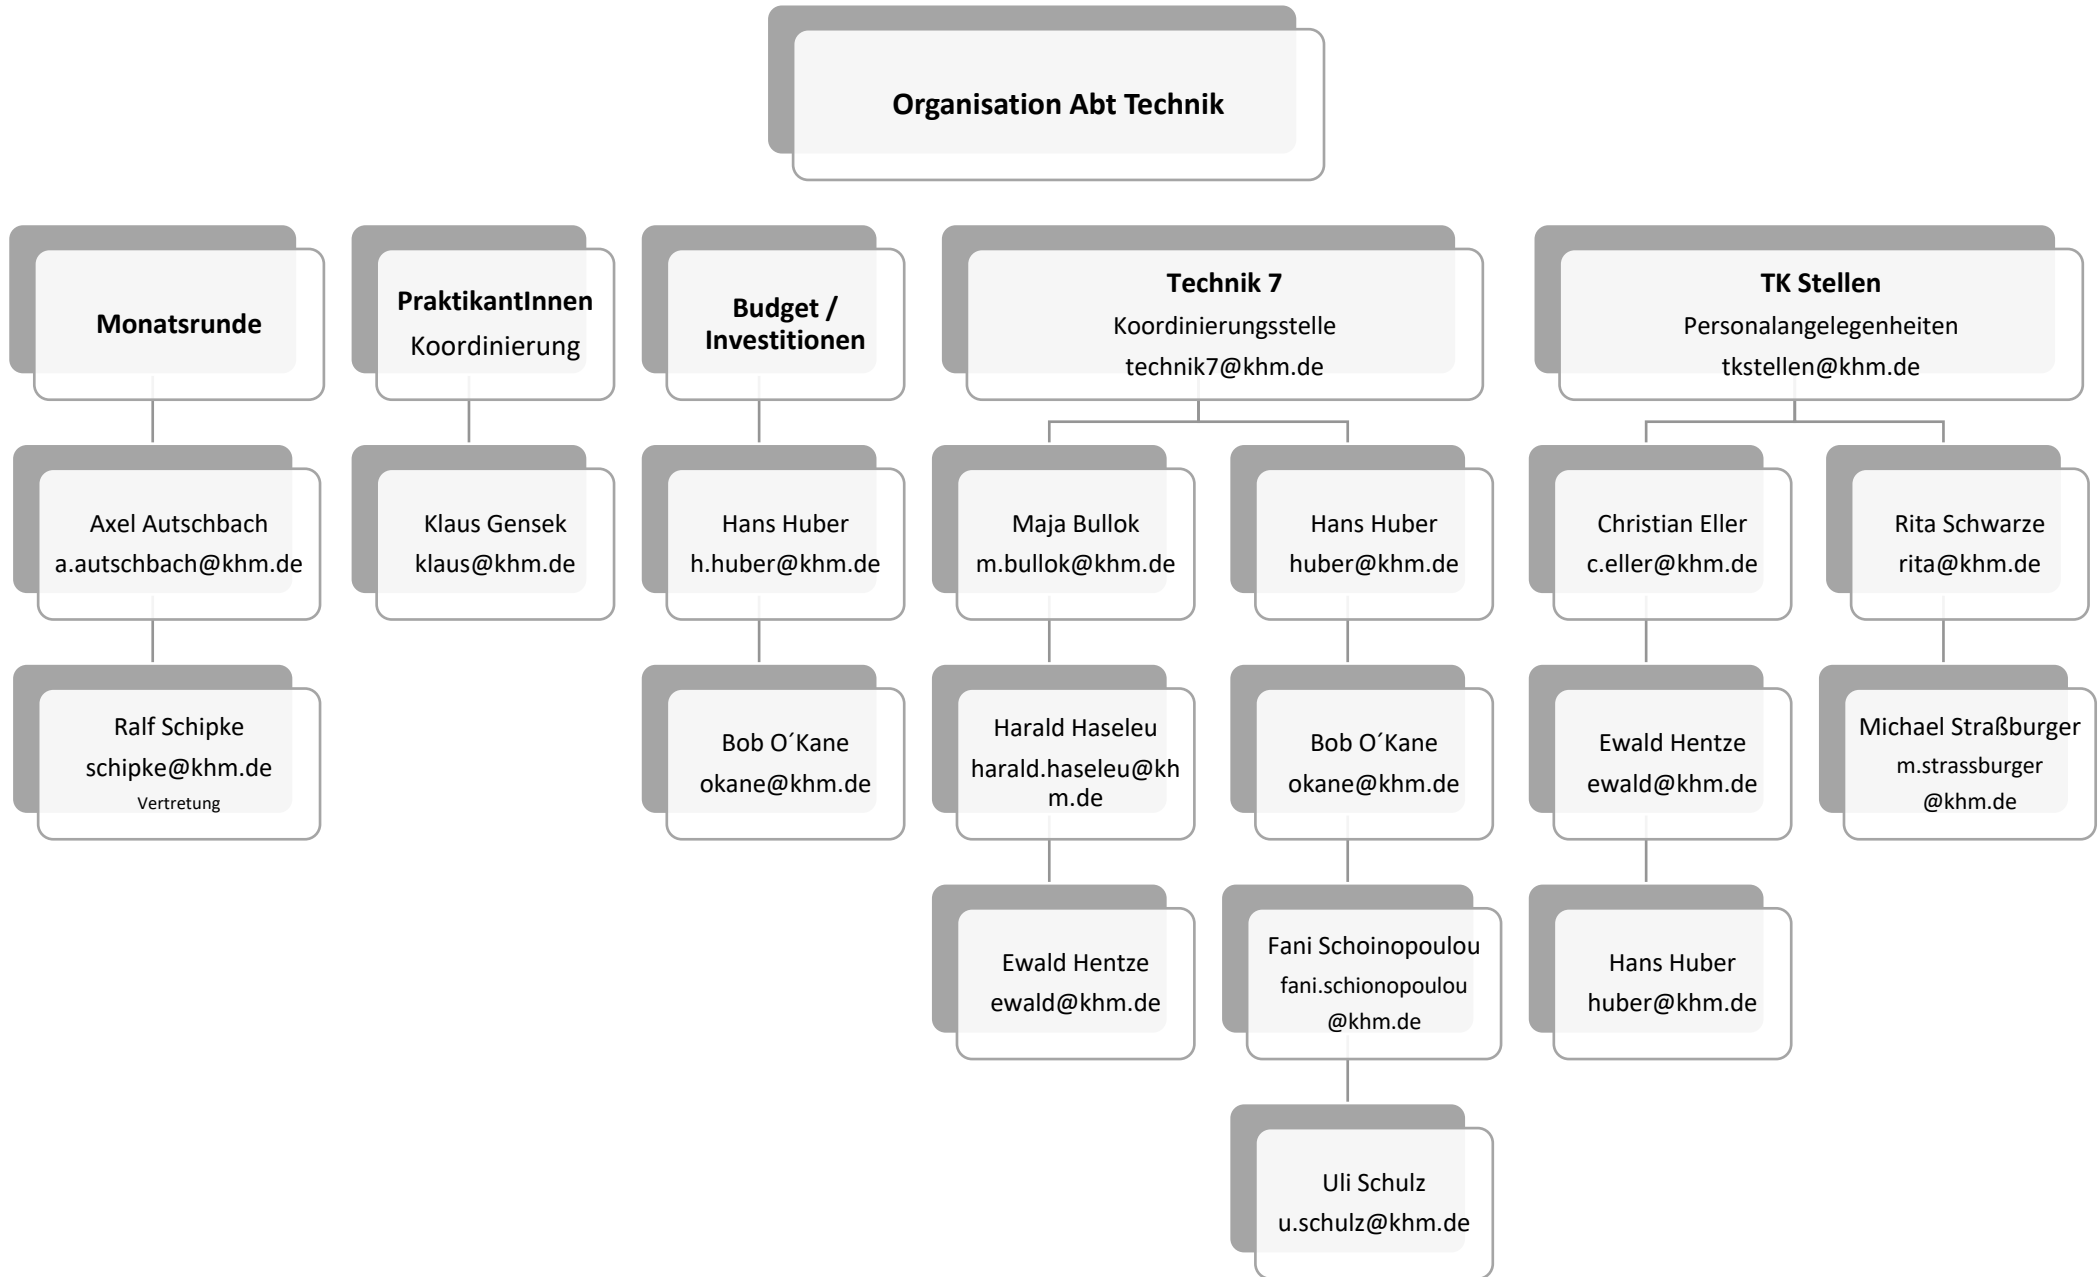 Organisation Abt Technik
Monatsrunde
PraktikantInnen
Koordinierung
Budget /
Investitionen
Technik 7
Koordinierungsstelle
technik7@khm.de
TK Stellen
Personalangelegenheiten
tkstellen@khm.de
Axel Autschbach
a.autschbach@khm.de
Klaus Gensek
klaus@khm.de
Hans Huber
h.huber@khm.de
Maja Bullok
m.bullok@khm.de
Hans Huber
huber@khm.de
Christian Eller
c.eller@khm.de
Rita Schwarze
rita@khm.de
Ralf Schipke
schipke@khm.de
Vertretung
Bob O´Kane
okane@khm.de
Harald Haseleu
harald.haseleu@kh
m.de
Bob O´Kane
okane@khm.de
Ewald Hentze
ewald@khm.de
Michael Straßburger
m.strassburger
@khm.de
Ewald Hentze
ewald@khm.de
Fani Schoinopoulou
fani.schionopoulou
@khm.de
Hans Huber
huber@khm.de
Uli Schulz
u.schulz@khm.de